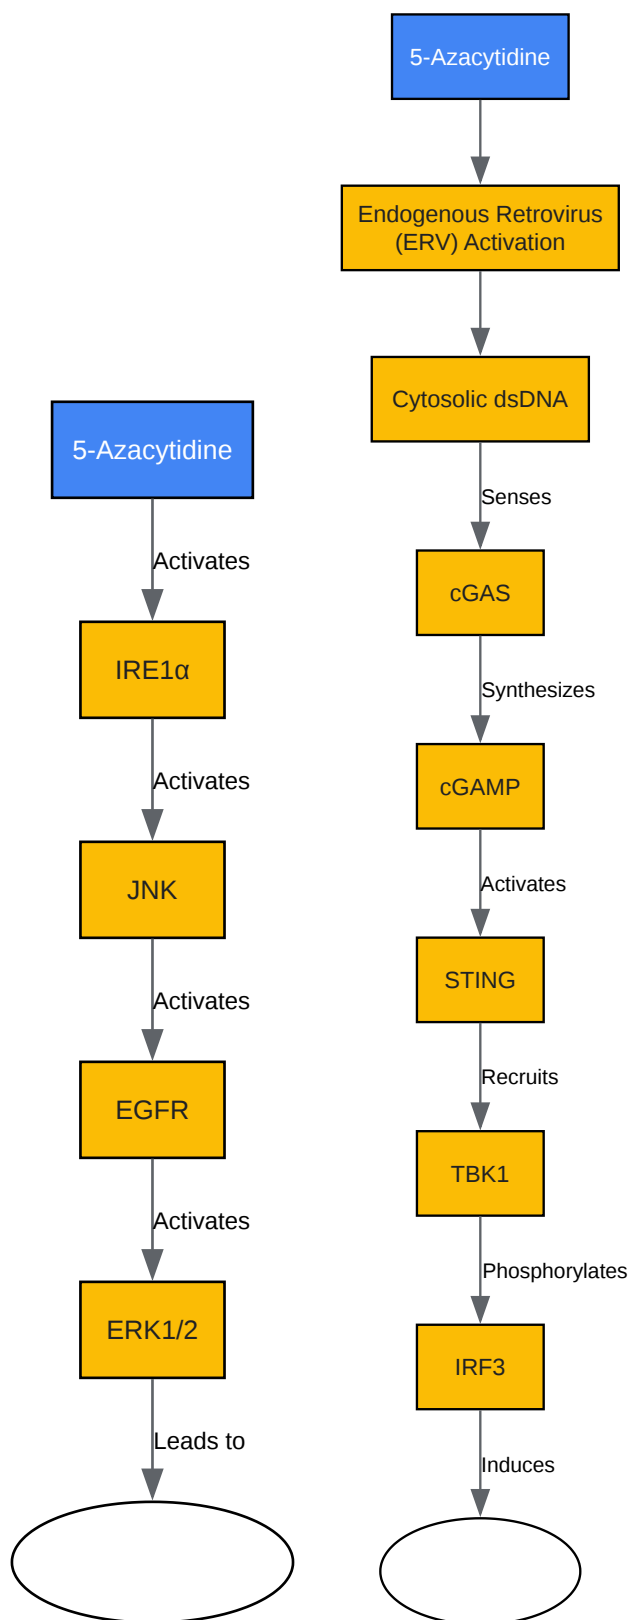 5-Azacytidine
Activates
IRE1α
Activates
JNK
Activates
EGFR
Activates
ERK1/2
Leads to
5-Azacytidine
Endogenous Retrovirus
(ERV) Activation
Cytosolic dsDNA
Senses
cGAS
Synthesizes
cGAMP
Activates
STING
Recruits
TBK1
Phosphorylates
IRF3
Induces